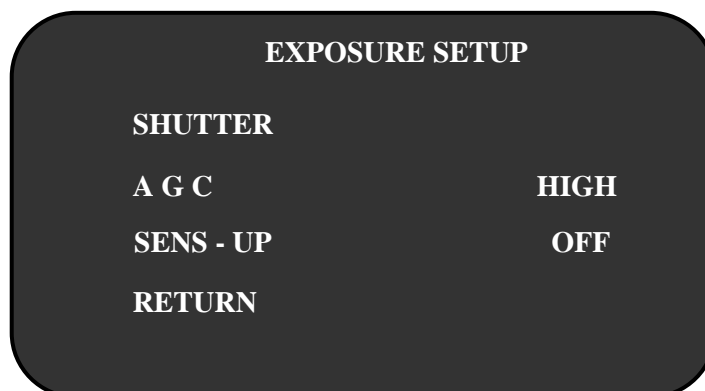 EXPOSURE SETUP
SHUTTER
A G C HIGH
SENS - UP OFF
RETURN